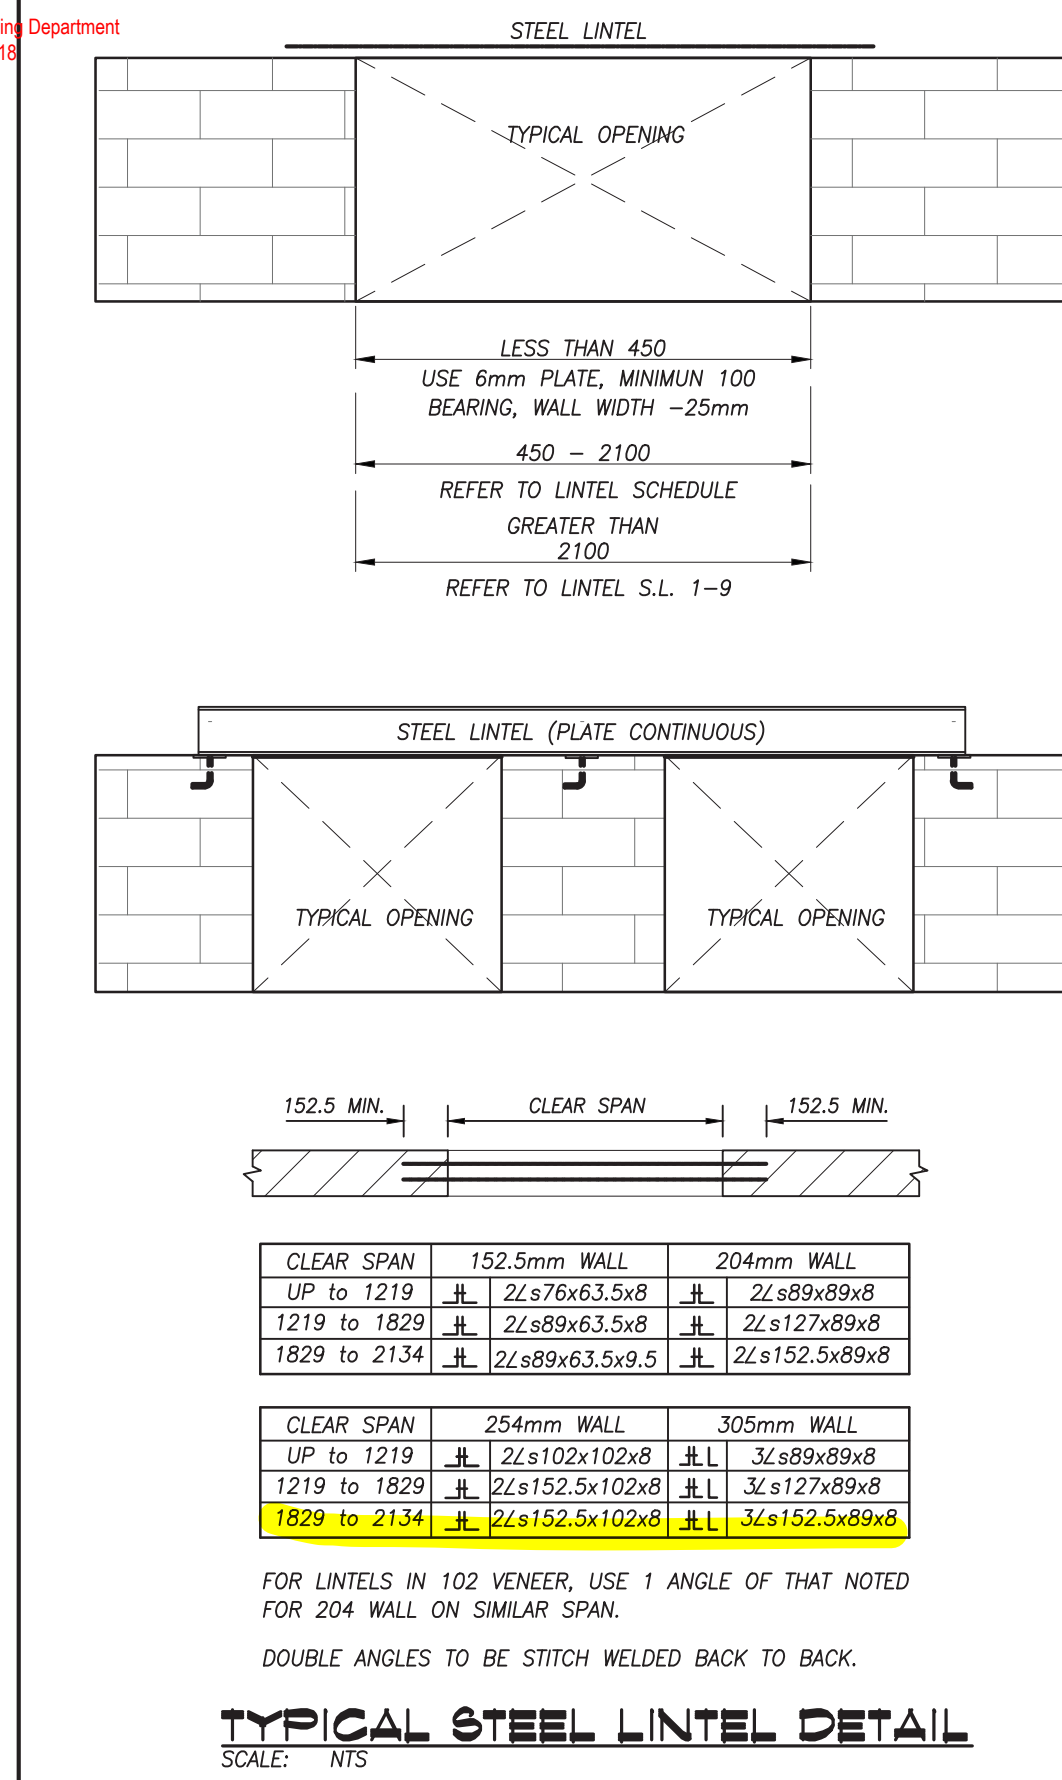 ing Department
18
STEEL LINTEL
TYPICAL OPENING
LESS THAN 450
USE 6mm PLATE, MINIMUN 100
BEARING, WALL WIDTH -25mm
450 - 2100
REFER TO LINTEL SCHEDULE
GREATER THAN
2100
REFER TO LINTEL S.L. 1-9
STEEL LINTEL (PLATE CONTINUOUS)
TYPICAL OPENING TYPICAL OPENING
152.5 MIN. CLEAR SPAN 152.5 MIN.
CLEAR SPAN 152.5mm WALL 204mm WALL
UP to 1219 2∠s76x63.5x8 2∠s89x89x8
1219 to 1829 2∠s89x63.5x8 2∠s127x89x8
1829 to 2134 2∠s89x63.5x9.5 2∠s152.5x89x8
CLEAR SPAN 254mm WALL 305mm WALL
UP to 1219 2∠s102x102x8 3∠s89x89x8
1219 to 1829 2∠s152.5x102x8 3∠s127x89x8
1829 to 2134 2∠s152.5x102x8 3∠s152.5x89x8
FOR LINTELS IN 102 VENEER, USE 1 ANGLE OF THAT NOTED
FOR 204 WALL ON SIMILAR SPAN.
DOUBLE ANGLES TO BE STITCH WELDED BACK TO BACK.
TYPICAL STEEL LINTEL DETAIL
SCALE: NTS